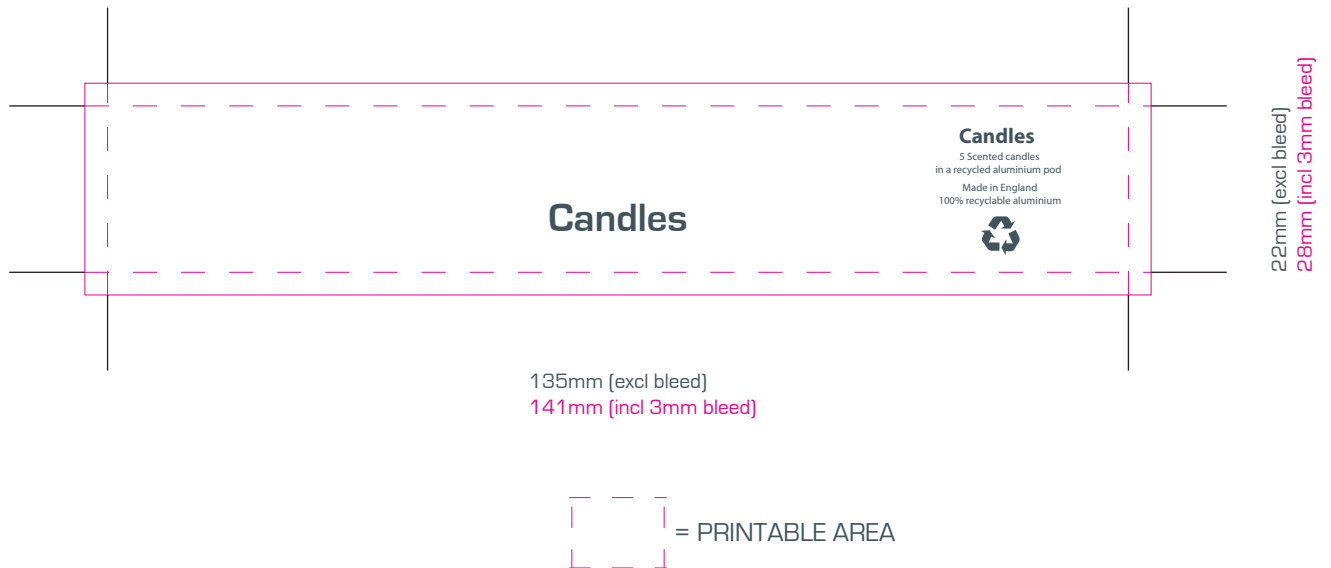 Candles
Candles
5 Scented candles
in a recycled aluminium pod
Made in England
100% recyclable aluminium
22mm (excl bleed)
28mm (incl 3mm bleed)
135mm (excl bleed)
141mm (incl 3mm bleed)
= PRINTABLE AREA